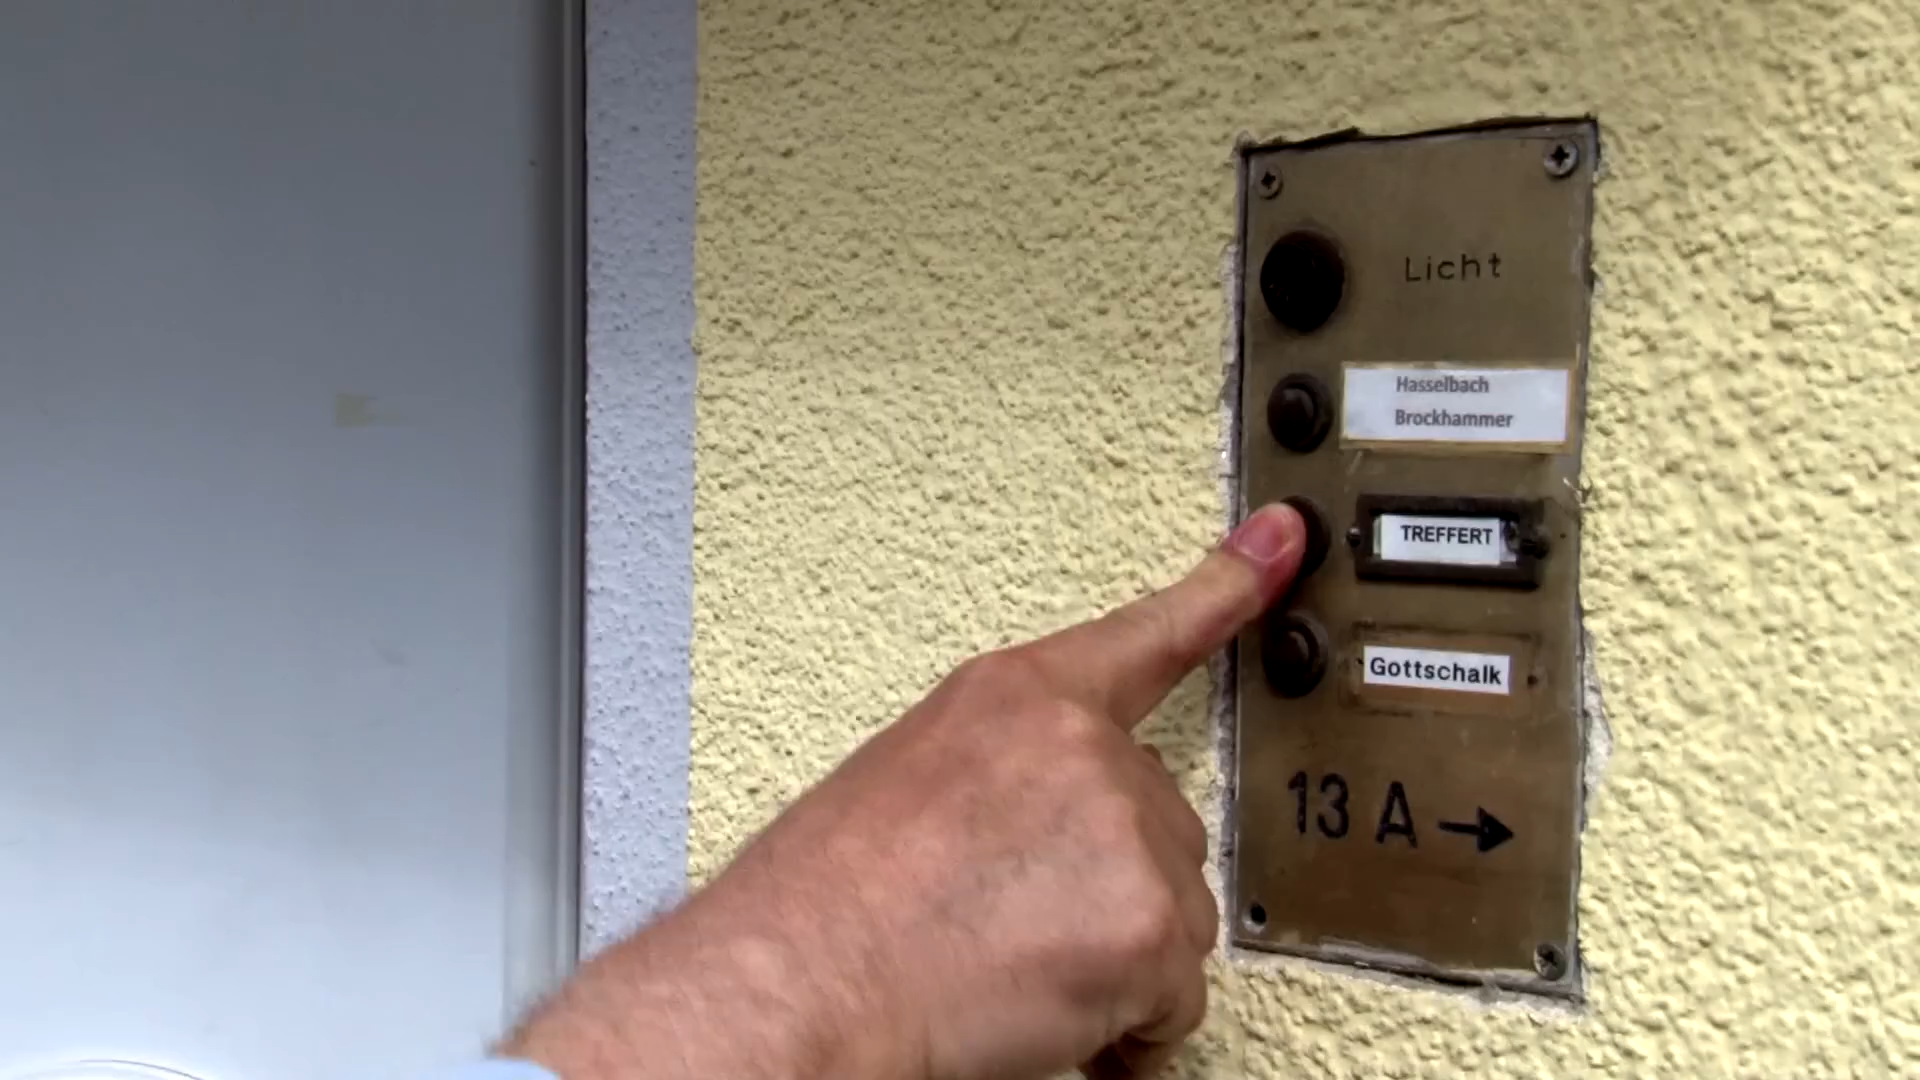 Licht
Hasselbach
Brockhammer
TREFFERT
Gottschalk
13 A →